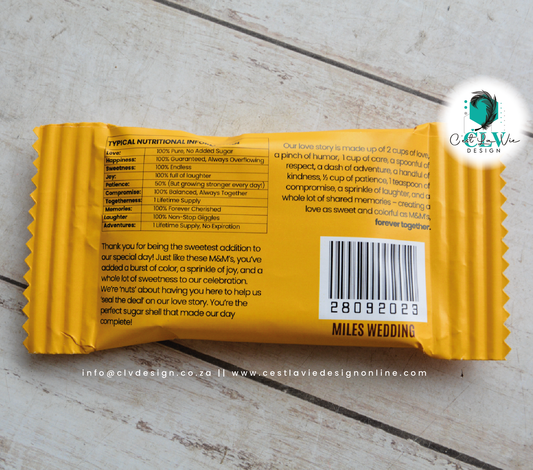 C'est La Vie
CLV
DESIGN
TYPICAL NUTRITIONAL INFORMATION
Love: 100% Pure, No Added Sugar
Happiness: 100% Guaranteed, Always Overflowing
Sweetness: 100% Endless
Joy: 100% full of laughter
Patience: 50% (But growing stronger every day!)
Compromise: 100% Balanced, Always Together
Togetherness: 1 Lifetime Supply
Memories: 100% Forever Cherished
Laughter 100% Non-Stop Giggles
Adventures: 1 Lifetime Supply, No Expiration
Thank you for being the sweetest addition to
our special day! Just like these M&M's, you've
added a burst of color, a sprinkle of joy, and a
whole lot of sweetness to our celebration.
We're 'nuts' about having you here to help us
'seal the deal' on our love story. You're the
perfect sugar shell that made our day
complete!
Our love story is made up of 2 cups of love,
a pinch of humor, 1 cup of care, a spoonful of
respect, a dash of adventure, a handful of
kindness, ½ cup of patience, 1 teaspoon of
compromise, a sprinkle of laughter, and a
whole lot of shared memories – creating a
love as sweet and colorful as M&M's,
forever together.
28092023
MILES WEDDING
info@clvdesign.co.za || www.cestlaviedesignonline.com